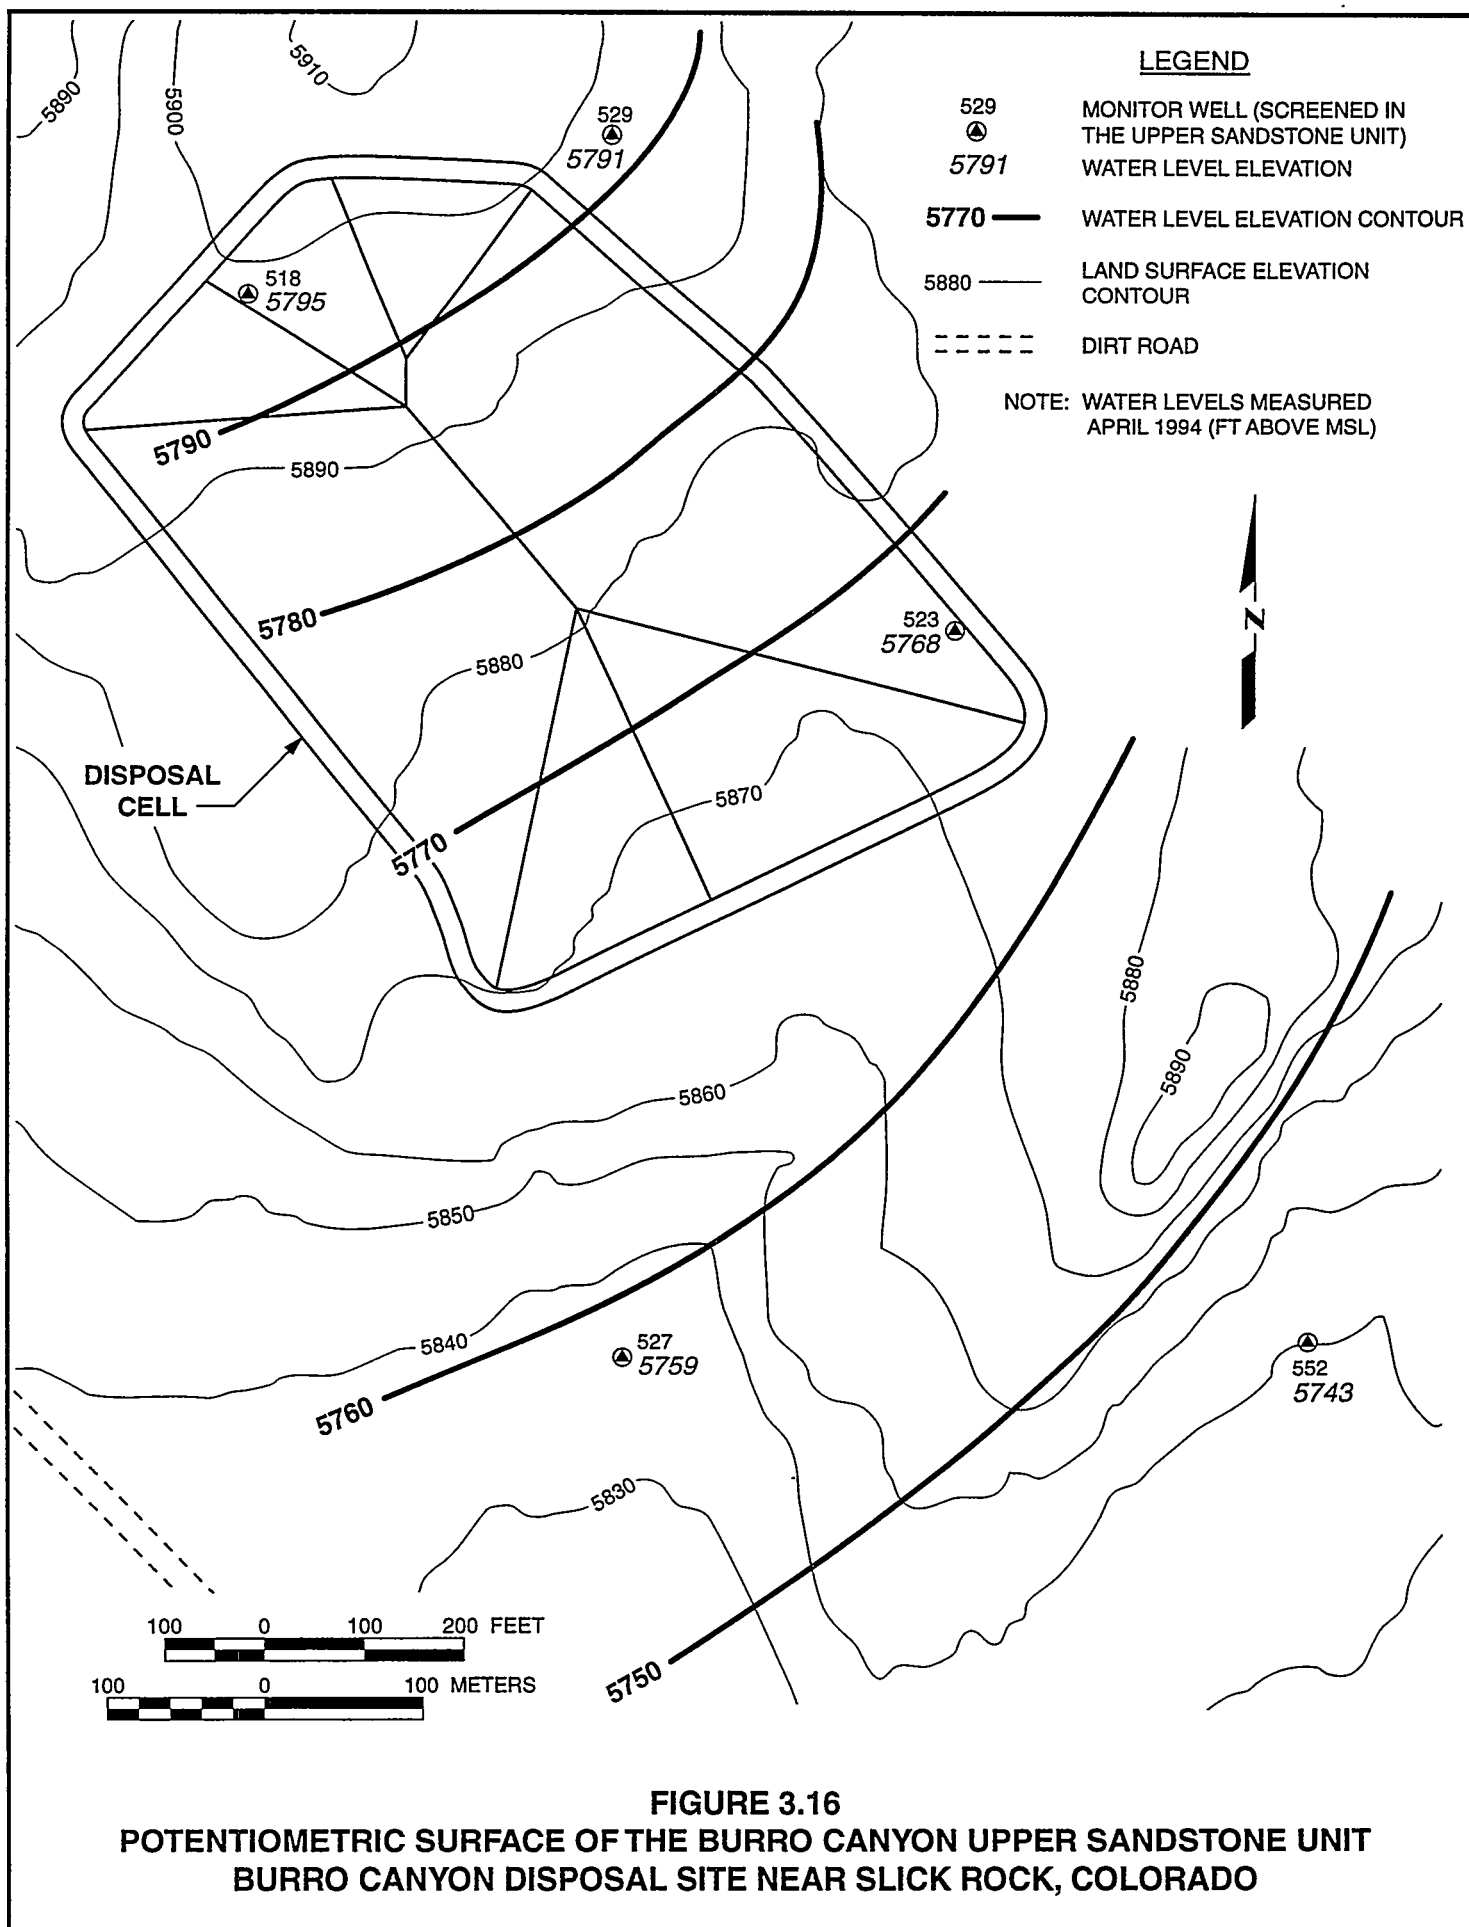 LEGEND
529
5791
MONITOR WELL (SCREENED IN
THE UPPER SANDSTONE UNIT)
WATER LEVEL ELEVATION
5770
WATER LEVEL ELEVATION CONTOUR
5880
LAND SURFACE ELEVATION
CONTOUR
DIRT ROAD
NOTE: WATER LEVELS MEASURED
APRIL 1994 (FT ABOVE MSL)
N
5910
5890
5900
529
5791
518
5795
5790
5890
5780
523
5768
5880
DISPOSAL
CELL
5870
5770
5880
5890
5860
5850
5840
527
5759
552
5743
5760
5830
5750
100 0 100 200 FEET
100 0 100 METERS
FIGURE 3.16
POTENTIOMETRIC SURFACE OF THE BURRO CANYON UPPER SANDSTONE UNIT
BURRO CANYON DISPOSAL SITE NEAR SLICK ROCK, COLORADO